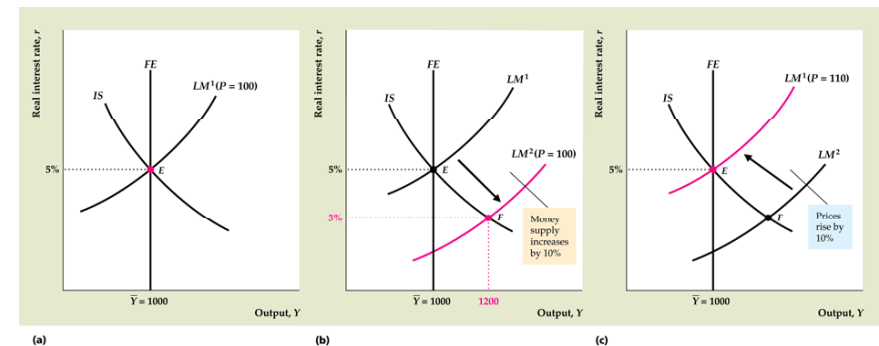 Real interest rate, r
FE
IS
LM¹(P = 100)
5%
E
Y̅ = 1000
Output, Y
(a)
Real interest rate, r
FE
IS
LM¹
LM²(P = 100)
5%
E
3%
F
Money
supply
increases
by 10%
Y̅ = 1000
1200
Output, Y
(b)
Real interest rate, r
FE
IS
LM¹(P = 110)
LM²
5%
E
F
Prices
rise by
10%
Y̅ = 1000
Output, Y
(c)